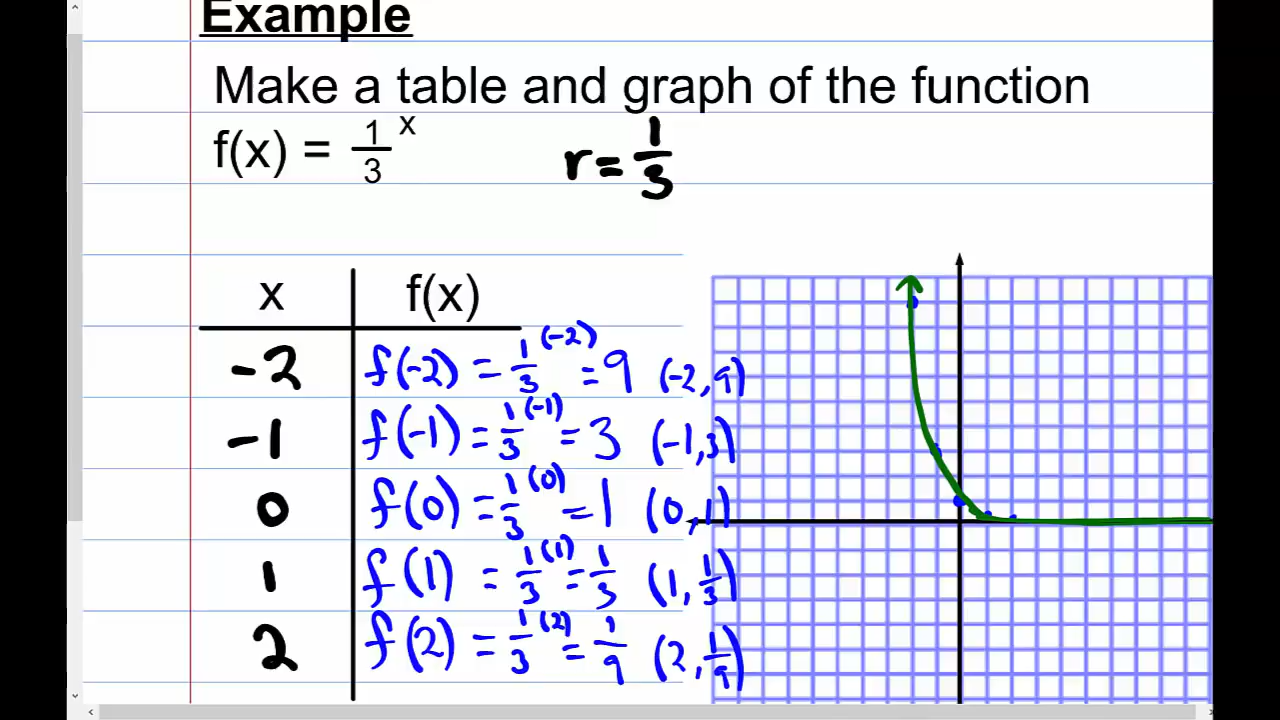 Example
Make a table and graph of the function
f(x) = 1/3 ^x   r = 1/3
x   f(x)
-2   f(-2) = 1/3 ^(-2) = 9   (-2, 9)
-1   f(-1) = 1/3 ^(-1) = 3   (-1, 3)
0   f(0) = 1/3 ^(0) = 1   (0, 1)
1   f(1) = 1/3 ^(1) = 1/3   (1, 1/3)
2   f(2) = 1/3 ^(2) = 1/9   (2, 1/9)